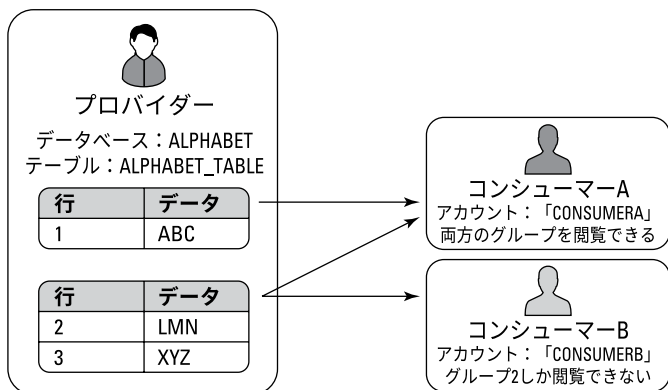 プロバイダー
データベース：ALPHABET
テーブル：ALPHABET_TABLE
行 データ
1 ABC
行 データ
2 LMN
3 XYZ
コンシューマーA
アカウント：「CONSUMERA」
両方のグループを閲覧できる
コンシューマーB
アカウント：「CONSUMERB」
グループ2しか閲覧できない